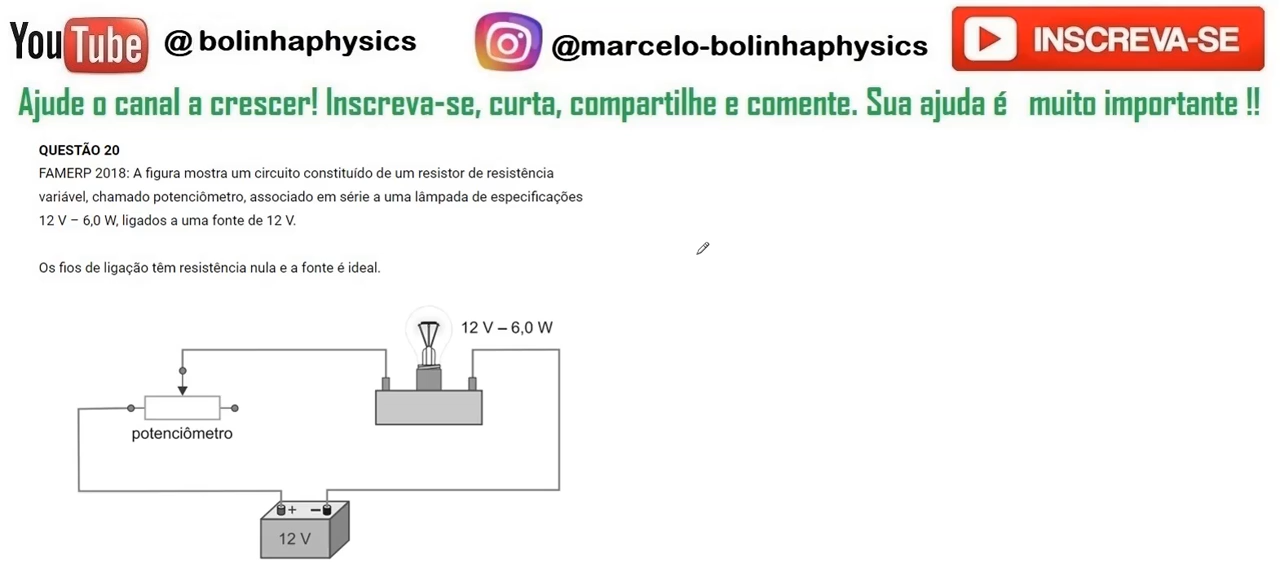 YouTube @bolinhaphysics @marcelo-bolinhaphysics INSCREVA-SE
Ajude o canal a crescer! Inscreva-se, curta, compartilhe e comente. Sua ajuda é muito importante !!
QUESTÃO 20
FAMERP 2018: A figura mostra um circuito constituído de um resistor de resistência
variável, chamado potenciômetro, associado em série a uma lâmpada de especificações
12 V – 6,0 W, ligados a uma fonte de 12 V.
Os fios de ligação têm resistência nula e a fonte é ideal.
12 V – 6,0 W
potenciômetro
+ –
12 V